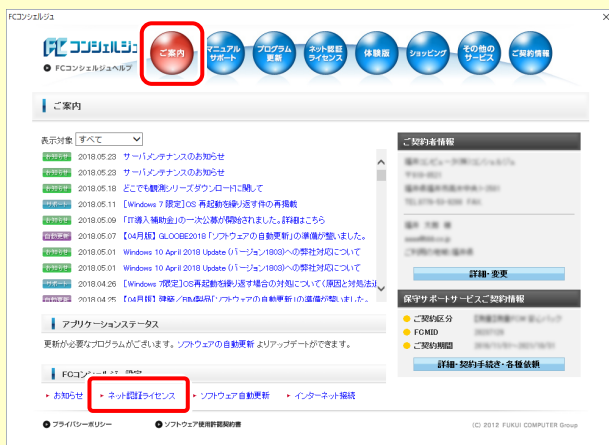 FCコンシェルジュ
FCコンシェルジュ
FCコンシェルジュヘルプ
ご案内
マニュアル
サポート
プログラム
更新
ネット認証
ライセンス
体験版
ショッピング
その他の
サービス
ご契約情報
ご案内
表示対象 すべて
お知らせ 2018.05.23 サーバメンテナンスのお知らせ
お知らせ 2018.05.23 サーバメンテナンスのお知らせ
お知らせ 2018.05.18 どこでも観測シリーズダウンロードに関して
サポート 2018.05.11 【Windows 7 限定】OS 再起動を繰り返す件の再掲載
お知らせ 2018.05.09 「IT導入補助金」の一次公募が開始されました。詳細はこちら
自動更新 2018.05.07 【04月版】GLOOBE2018「ソフトウェアの自動更新」の準備が整いました。
お知らせ 2018.05.01 Windows 10 April 2018 Update (バージョン1803)への弊社対応について
お知らせ 2018.05.01 Windows 10 April 2018 Update (バージョン1803)への弊社対応について
サポート 2018.04.26 【Windows 7限定】OS再起動を繰り返す場合の対処について(原因と対処法
自動更新 2018.04.25 【04月版】建築/BIM製品「ソフトウェアの自動更新」の準備が整いました。
ご契約者情報
詳細・変更
保守サポートサービスご契約情報
ご契約区分
FCMID
ご契約期間
詳細・契約手続き・各種依頼
アプリケーションステータス
更新が必要なプログラムがございます。ソフトウェアの自動更新 よりアップデートができます。
FCコンシェルジュ 設定
お知らせ
ネット認証ライセンス
ソフトウェア自動更新
インターネット接続
プライバシーポリシー
ソフトウェア使用許諾契約書
(C) 2012 FUKUI COMPUTER Group